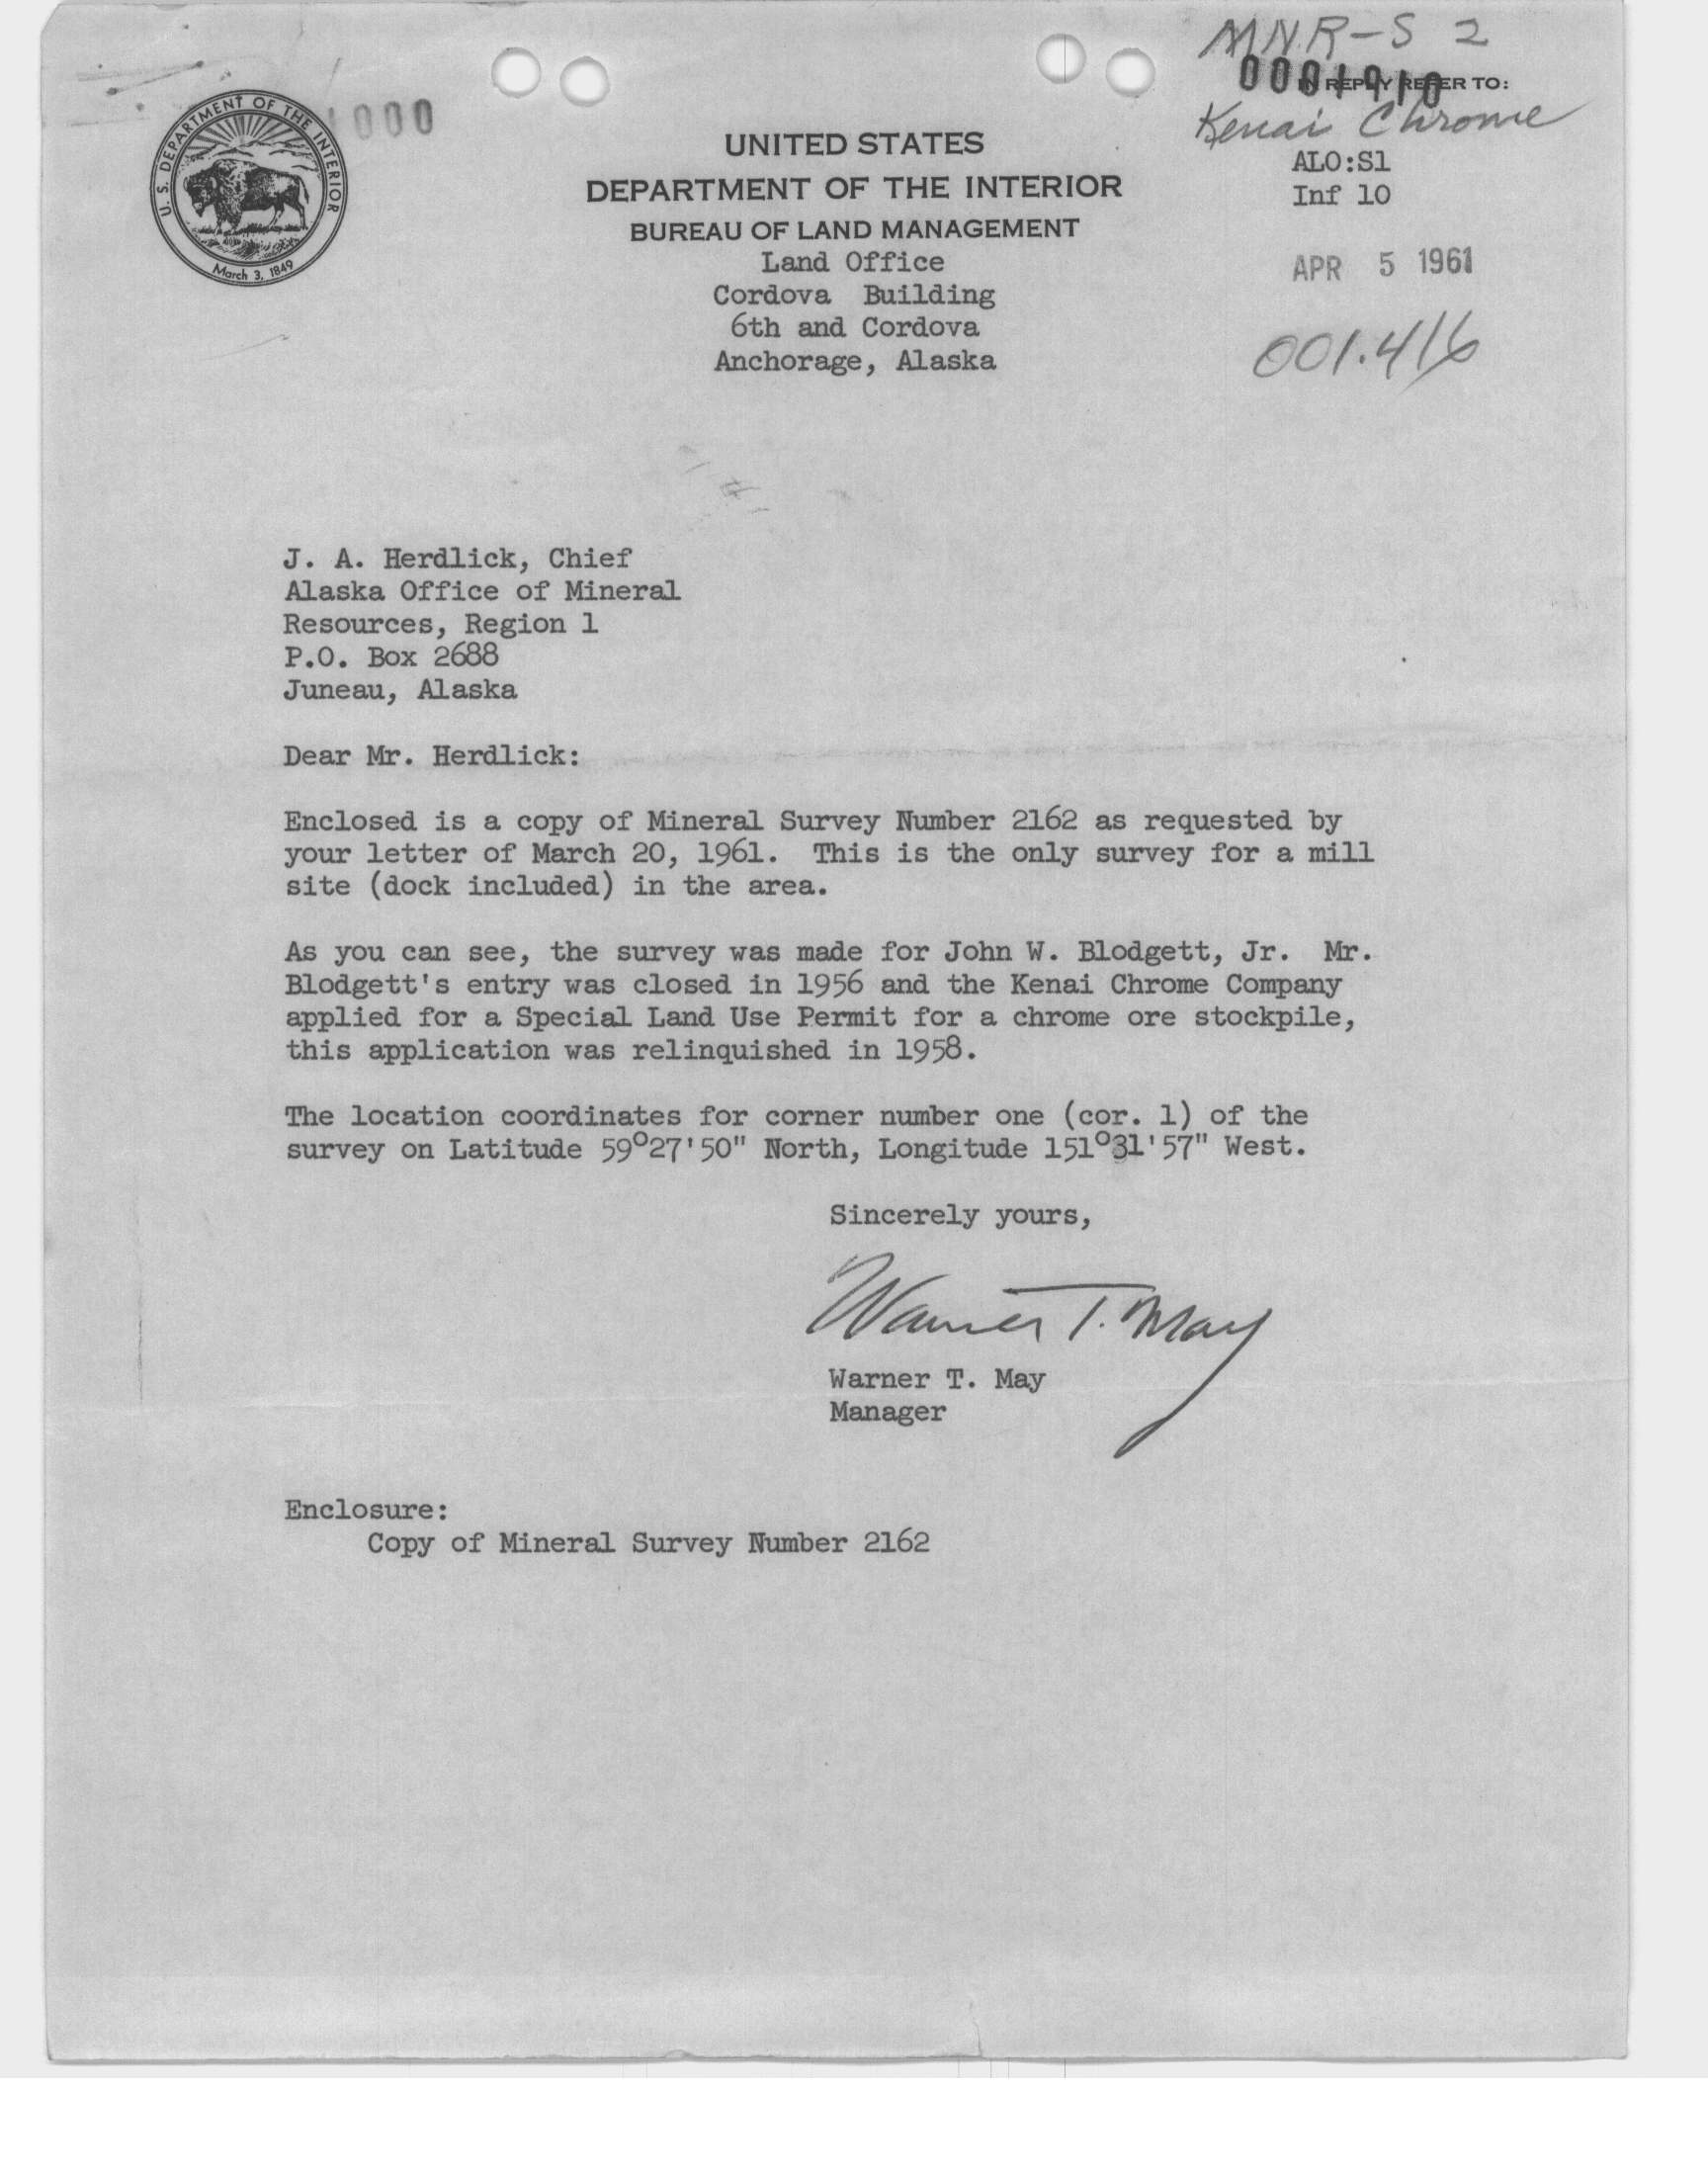 MNR-S 2
0001910
IN REPLY REFER TO:
Kenai Chrome
ALO:Sl
Inf 10
APR 5 1961
001.416
U. S. DEPARTMENT OF THE INTERIOR
March 3, 1849
1000
UNITED STATES
DEPARTMENT OF THE INTERIOR
BUREAU OF LAND MANAGEMENT
Land Office
Cordova Building
6th and Cordova
Anchorage, Alaska
J. A. Herdlick, Chief
Alaska Office of Mineral
Resources, Region 1
P.O. Box 2688
Juneau, Alaska
Dear Mr. Herdlick:
Enclosed is a copy of Mineral Survey Number 2162 as requested by
your letter of March 20, 1961. This is the only survey for a mill
site (dock included) in the area.
As you can see, the survey was made for John W. Blodgett, Jr. Mr.
Blodgett's entry was closed in 1956 and the Kenai Chrome Company
applied for a Special Land Use Permit for a chrome ore stockpile,
this application was relinquished in 1958.
The location coordinates for corner number one (cor. 1) of the
survey on Latitude 59°27'50" North, Longitude 151°31'57" West.
Sincerely yours,
Warner T. May
Warner T. May
Manager
Enclosure:
Copy of Mineral Survey Number 2162